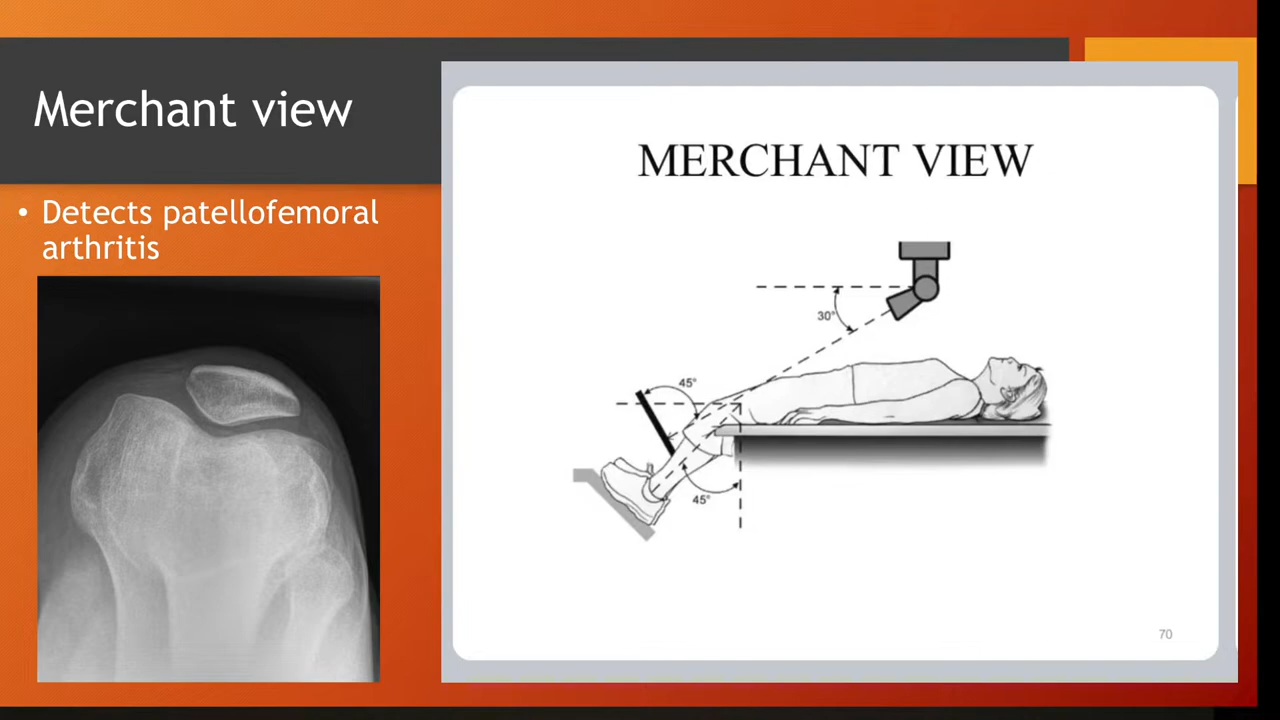 Merchant view
• Detects patellofemoral
arthritis
MERCHANT VIEW
30°
45°
45°
70